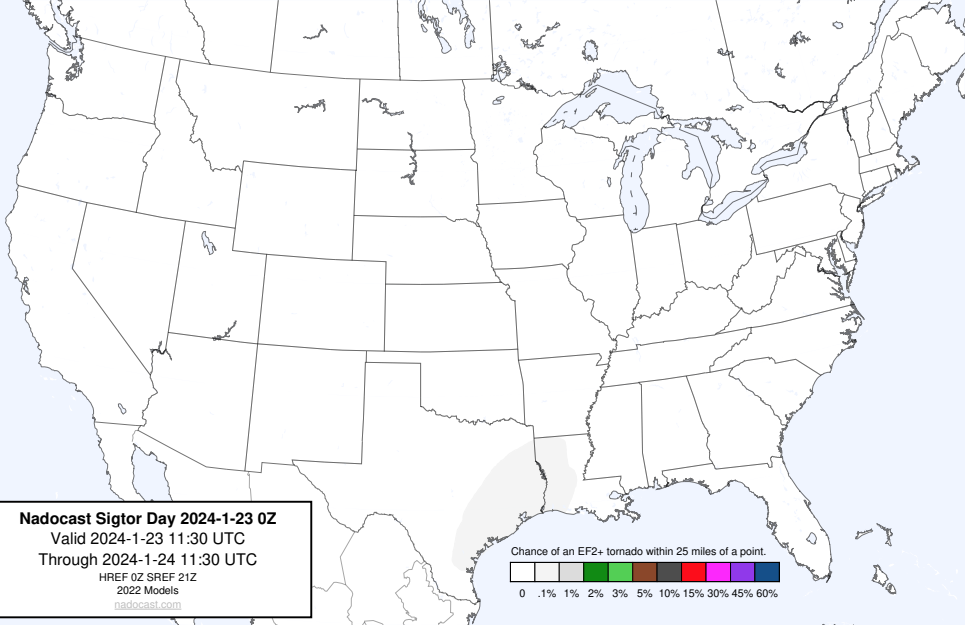 Nadocast Sigtor Day 2024-1-23 0Z
Valid 2024-1-23 11:30 UTC
Through 2024-1-24 11:30 UTC
HREF 0Z SREF 21Z
2022 Models
nadocast.com
Chance of an EF2+ tornado within 25 miles of a point.
0 .1% 1% 2% 3% 5% 10% 15% 30% 45% 60%